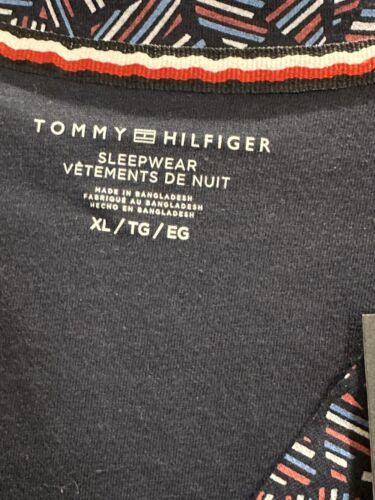 TOMMY HILFIGER
SLEEPWEAR
VÊTEMENTS DE NUIT
MADE IN BANGLADESH
FABRIQUÉ AU BANGLADESH
HECHO EN BANGLADESH
XL / TG / EG